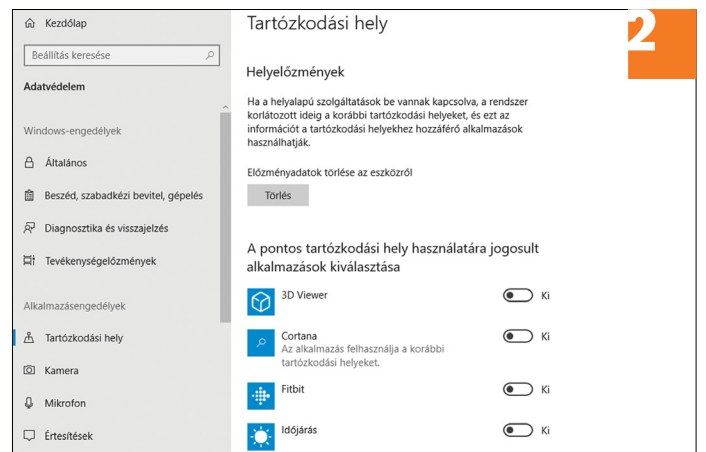 Kezdőlap
Beállítás keresése
Adatvédelem
Windows-engedélyek
Általános
Beszéd, szabadkézi bevitel, gépelés
Diagnosztika és visszajelzés
Tevékenységelőzmények
Alkalmazásengedélyek
Tartózkodási hely
Kamera
Mikrofon
Értesítések
Tartózkodási hely
2
Helyelőzmények
Ha a helyalapú szolgáltatások be vannak kapcsolva, a rendszer
korlátozott ideig a korábbi tartózkodási helyeket, és ezt az
információt a tartózkodási helyekhez hozzáférő alkalmazások
használhatják.
Előzményadatok törlése az eszközről
Törlés
A pontos tartózkodási hely használatára jogosult
alkalmazások kiválasztása
3D Viewer Ki
Cortana Ki
Az alkalmazás felhasználja a korábbi
tartózkodási helyeket.
Fitbit Ki
Időjárás Ki